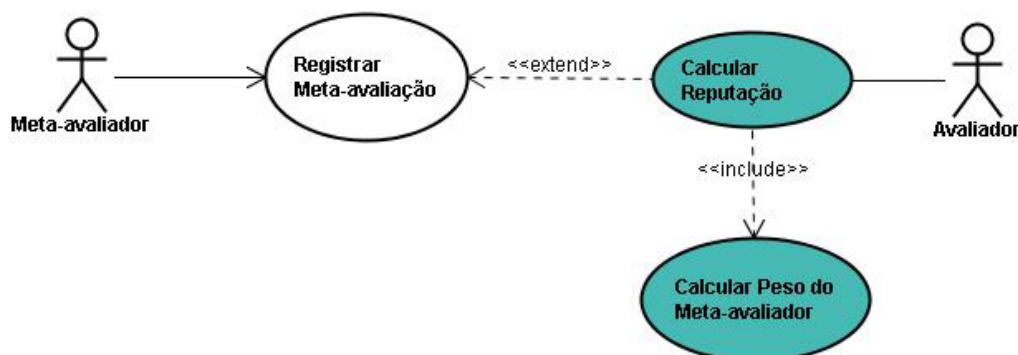 Registrar
Meta-avaliação
<<extend>>
Calcular
Reputação
Meta-avaliador
Avaliador
<<include>>
Calcular Peso do
Meta-avaliador